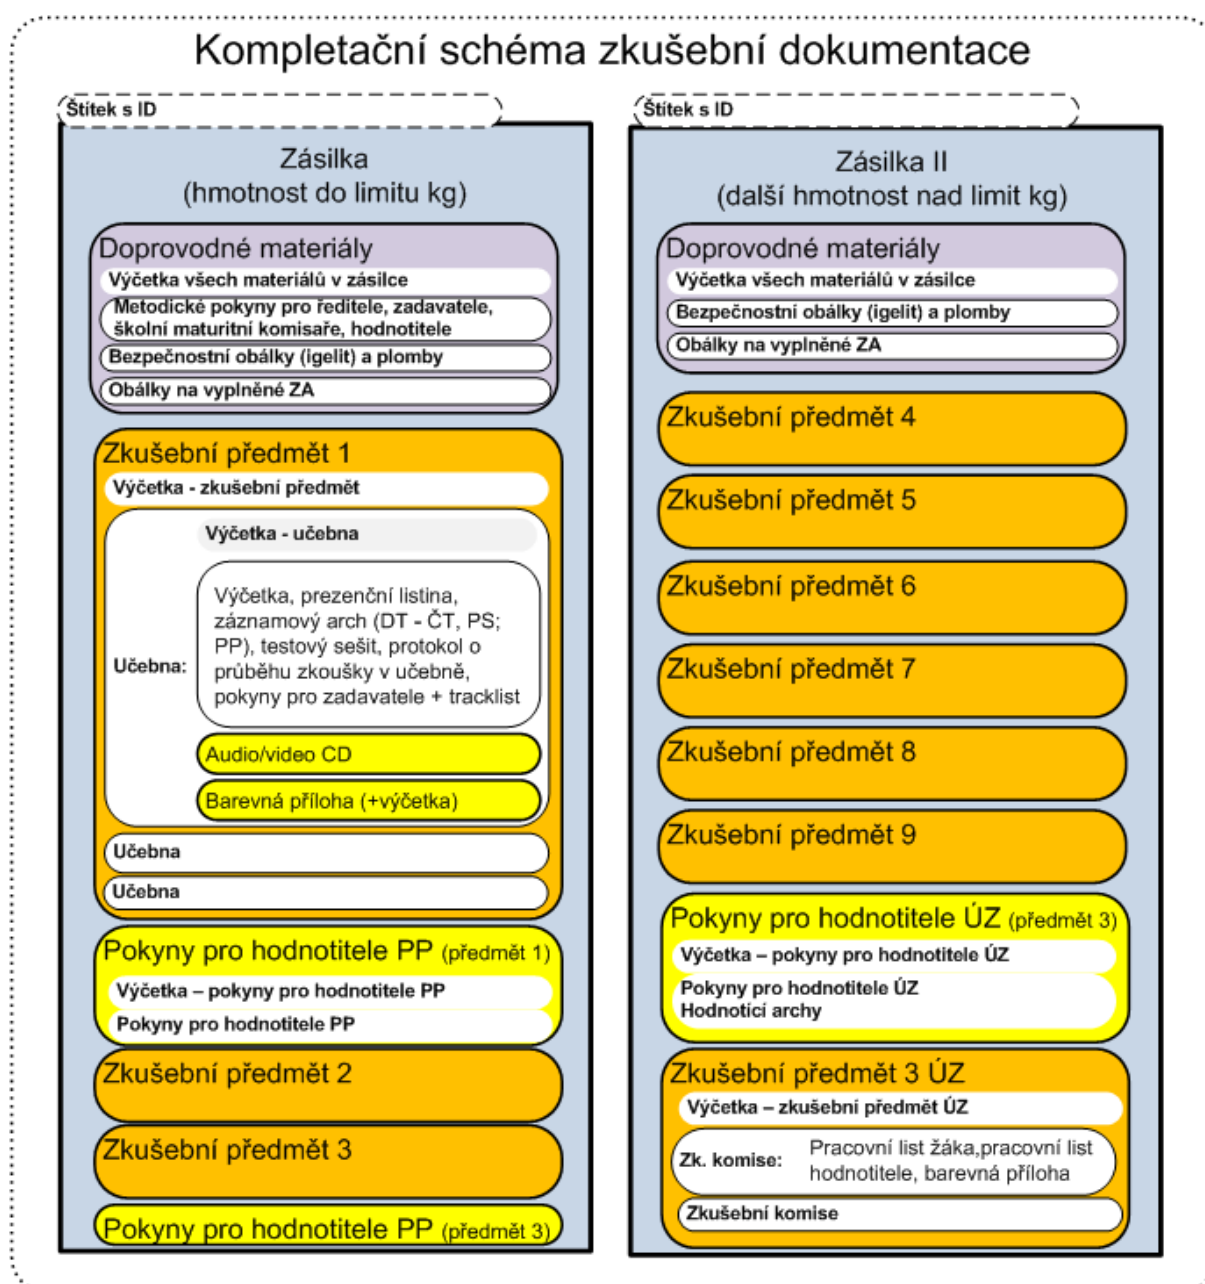 Kompletační schéma zkušební dokumentace
Štítek s ID
Zásilka
(hmotnost do limitu kg)
Doprovodné materiály
Výčetka všech materiálů v zásilce
Metodické pokyny pro ředitele, zadavatele,
školní maturitní komisaře, hodnotitele
Bezpečnostní obálky (igelit) a plomby
Obálky na vyplněné ZA
Zkušební předmět 1
Výčetka - zkušební předmět
Výčetka - učebna
Učebna:
Výčetka, prezenční listina,
záznamový arch (DT - ČT, PS;
PP), testový sešit, protokol o
průběhu zkoušky v učebně,
pokyny pro zadavatele + tracklist
Audio/video CD
Barevná příloha (+výčetka)
Učebna
Učebna
Pokyny pro hodnotitele PP (předmět 1)
Výčetka – pokyny pro hodnotitele PP
Pokyny pro hodnotitele PP
Zkušební předmět 2
Zkušební předmět 3
Pokyny pro hodnotitele PP (předmět 3)
Štítek s ID
Zásilka II
(další hmotnost nad limit kg)
Doprovodné materiály
Výčetka všech materiálů v zásilce
Bezpečnostní obálky (igelit) a plomby
Obálky na vyplněné ZA
Zkušební předmět 4
Zkušební předmět 5
Zkušební předmět 6
Zkušební předmět 7
Zkušební předmět 8
Zkušební předmět 9
Pokyny pro hodnotitele ÚZ (předmět 3)
Výčetka – pokyny pro hodnotitele ÚZ
Pokyny pro hodnotitele ÚZ
Hodnotící archy
Zkušební předmět 3 ÚZ
Výčetka – zkušební předmět ÚZ
Zk. komise:
Pracovní list žáka,pracovní list
hodnotitele, barevná příloha
Zkušební komise